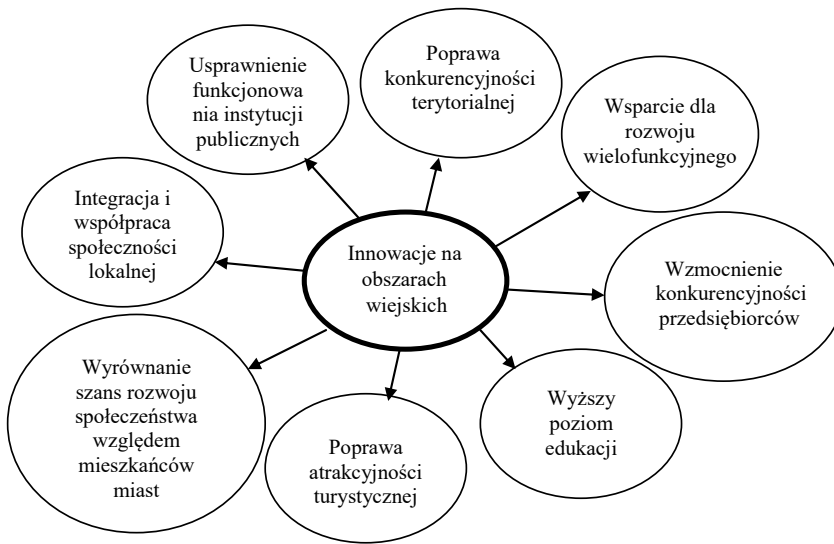 Usprawnienie
funkcjonowa
nia instytucji
publicznych
Poprawa
konkurencyjności
terytorialnej
Wsparcie dla
rozwoju
wielofunkcyjnego
Integracja i
współpraca
społeczności
lokalnej
Innowacje na
obszarach
wiejskich
Wzmocnienie
konkurencyjności
przedsiębiorców
Wyrównanie
szans rozwoju
społeczeństwa
względem
mieszkańców
miast
Poprawa
atrakcyjności
turystycznej
Wyższy
poziom
edukacji